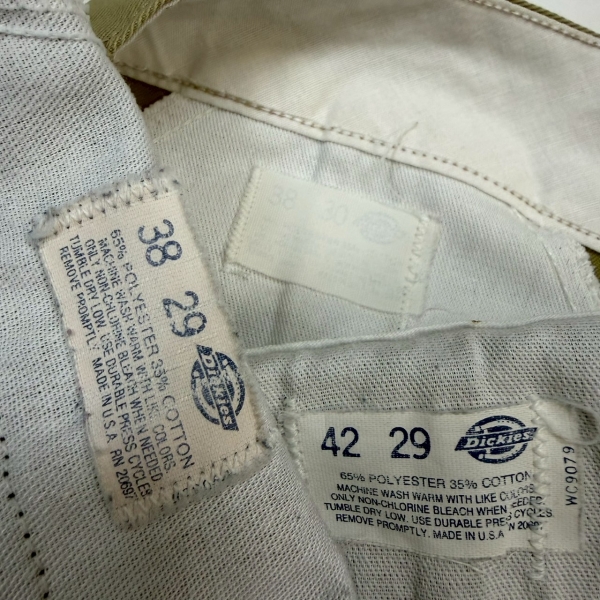 38 29
65% POLYESTER 35% COTTON
MACHINE WASH WARM WITH LIKE COLORS.
ONLY NON-CHLORINE BLEACH WHEN NEEDED.
TUMBLE DRY LOW. USE DURABLE PRESS CYCLES.
REMOVE PROMPTLY. MADE IN U.S.A. RN 20697
Dickies
38 30
42 29 Dickies
65% POLYESTER 35% COTTON
MACHINE WASH WARM WITH LIKE COLORS
ONLY NON-CHLORINE BLEACH WHEN NEEDED.
TUMBLE DRY LOW. USE DURABLE PRESS CYCLES.
REMOVE PROMPTLY. MADE IN U.S.A
W9079